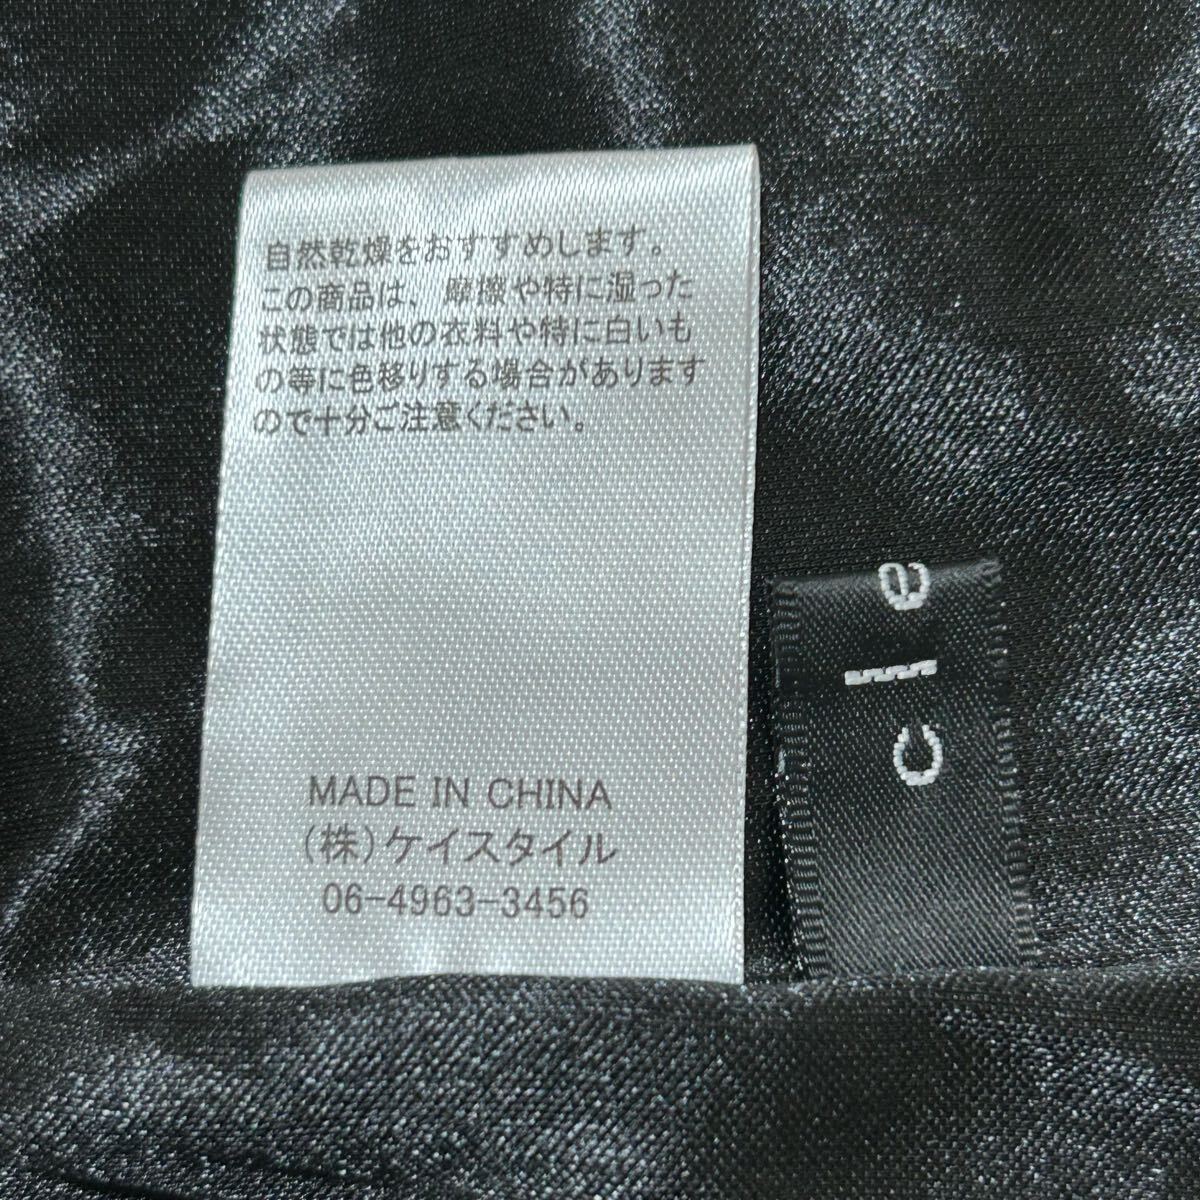 自然乾燥をおすすめします。
この商品は、摩擦や特に湿った
状態では他の衣料や特に白いも
の等に色移りする場合があります
ので十分ご注意ください。
MADE IN CHINA
(株)ケイスタイル
06-4963-3456
cle